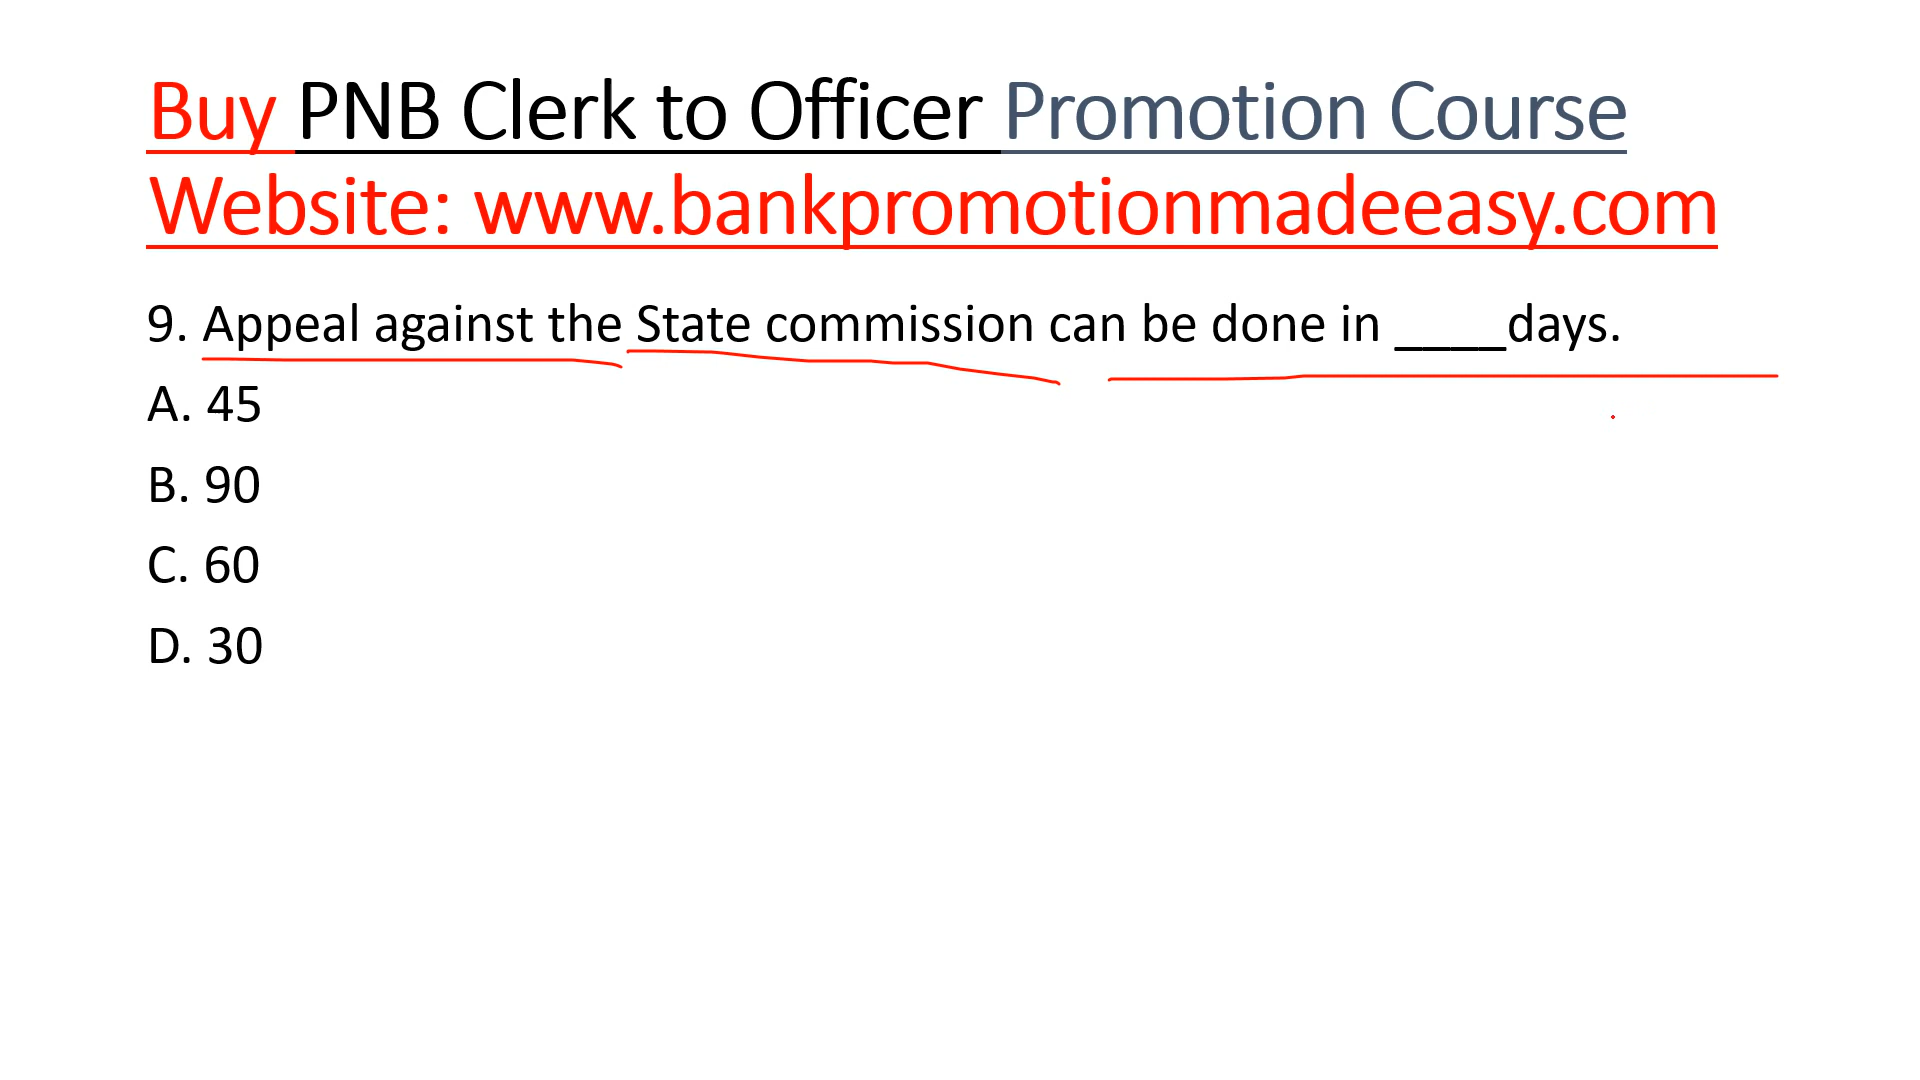 Buy PNB Clerk to Officer Promotion Course
Website: www.bankpromotionmadeeasy.com
9. Appeal against the State commission can be done in ____days.
A. 45
B. 90
C. 60
D. 30